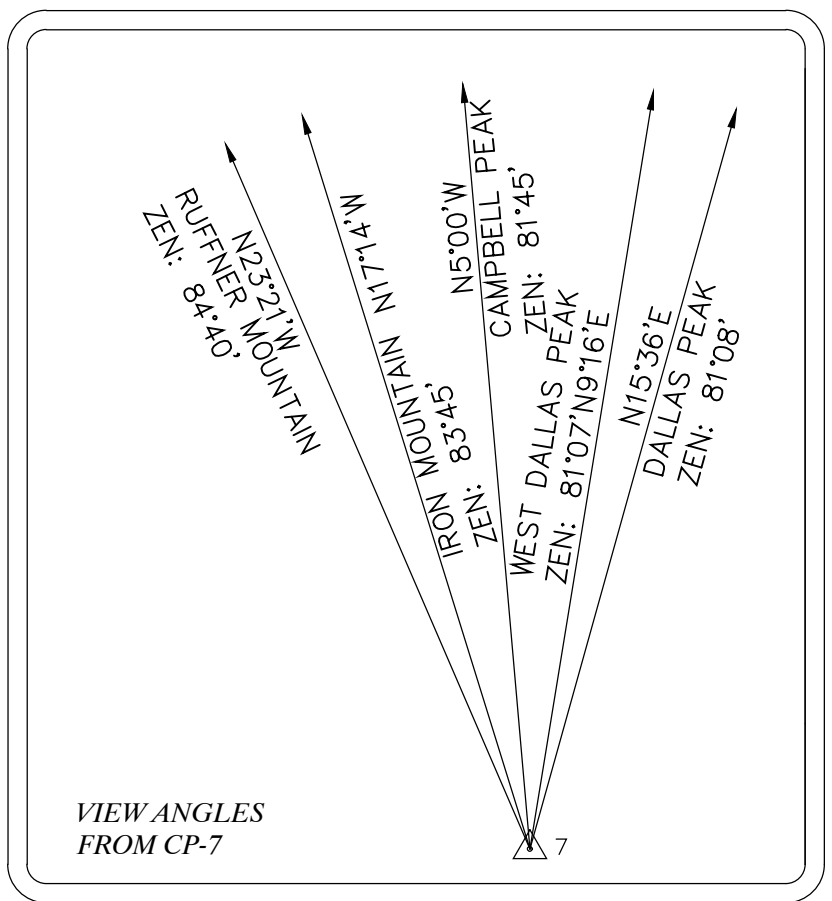 N23°21'W
RUFFNER MOUNTAIN
ZEN: 84°40'
N17°14'W
IRON MOUNTAIN
ZEN: 83°45'
N5°00'W
CAMPBELL PEAK
ZEN: 81°45'
WEST DALLAS PEAK
ZEN: 81°07'
N9°16'E
N15°36'E
DALLAS PEAK
ZEN: 81°08'
VIEW ANGLES
FROM CP-7
7